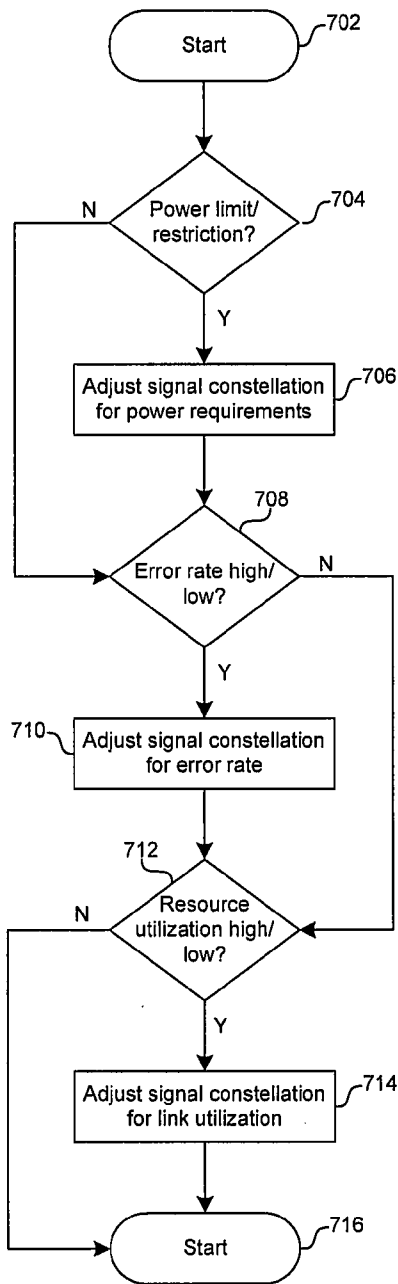 Start
702
Power limit/
restriction?
704
N
Y
Adjust signal constellation
for power requirements
706
708
Error rate high/
low?
N
Y
710
Adjust signal constellation
for error rate
712
Resource
utilization high/
low?
N
Y
Adjust signal constellation
for link utilization
714
Start
716